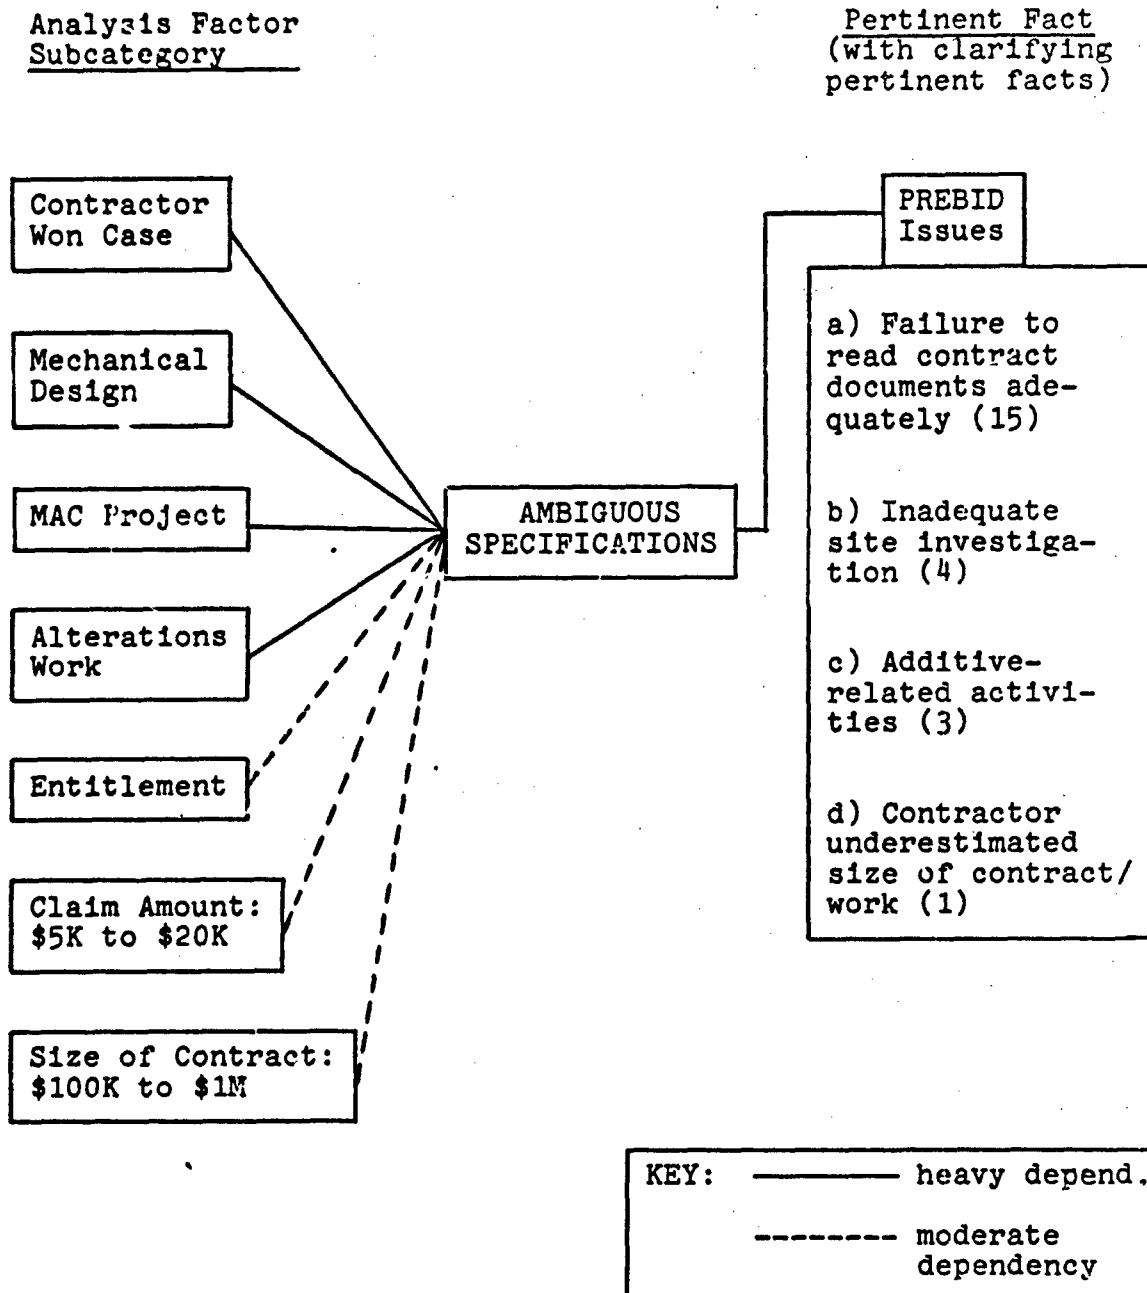 Analysis Factor
Subcategory
Pertinent Fact
(with clarifying
pertinent facts)
Contractor
Won Case
Mechanical
Design
MAC Project
Alterations
Work
Entitlement
Claim Amount:
$5K to $20K
Size of Contract:
$100K to $1M
AMBIGUOUS
SPECIFICATIONS
PREBID
Issues
a) Failure to
read contract
documents ade-
quately (15)
b) Inadequate
site investiga-
tion (4)
c) Additive-
related activi-
ties (3)
d) Contractor
underestimated
size of contract/
work (1)
KEY: heavy depend.
moderate
dependency